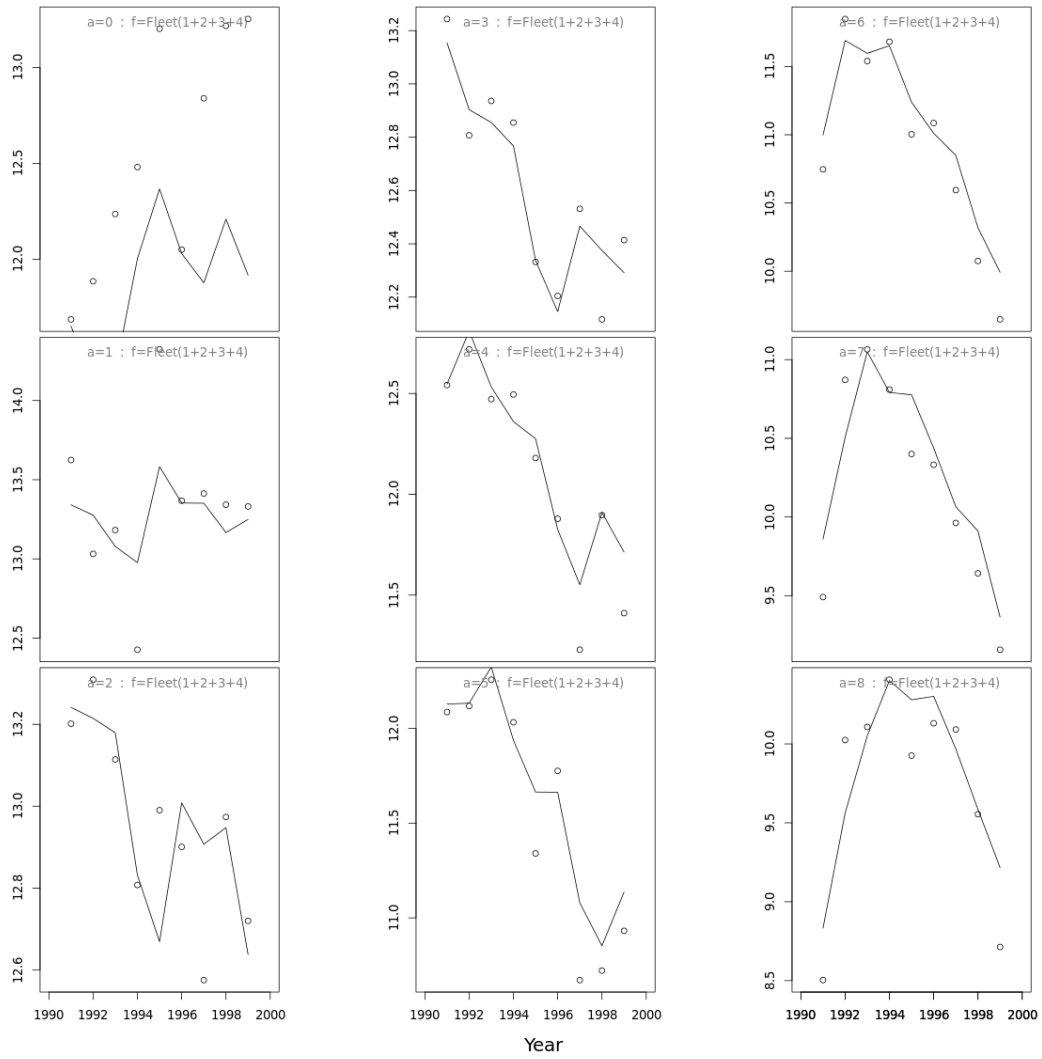 a=0 : f=Fleet(1+2+3+4)
13.0
12.5
12.0
a=3 : f=Fleet(1+2+3+4)
13.2
13.0
12.8
12.6
12.4
12.2
a=6 : f=Fleet(1+2+3+4)
11.5
11.0
10.5
10.0
a=1 : f=Fleet(1+2+3+4)
14.0
13.5
13.0
12.5
a=4 : f=Fleet(1+2+3+4)
12.5
12.0
11.5
a=7 : f=Fleet(1+2+3+4)
11.0
10.5
10.0
9.5
a=2 : f=Fleet(1+2+3+4)
13.2
13.0
12.8
12.6
1990 1992 1994 1996 1998 2000
a=5 : f=Fleet(1+2+3+4)
12.0
11.5
11.0
1990 1992 1994 1996 1998 2000
a=8 : f=Fleet(1+2+3+4)
10.0
9.5
9.0
8.5
1990 1992 1994 1996 1998 2000
Year